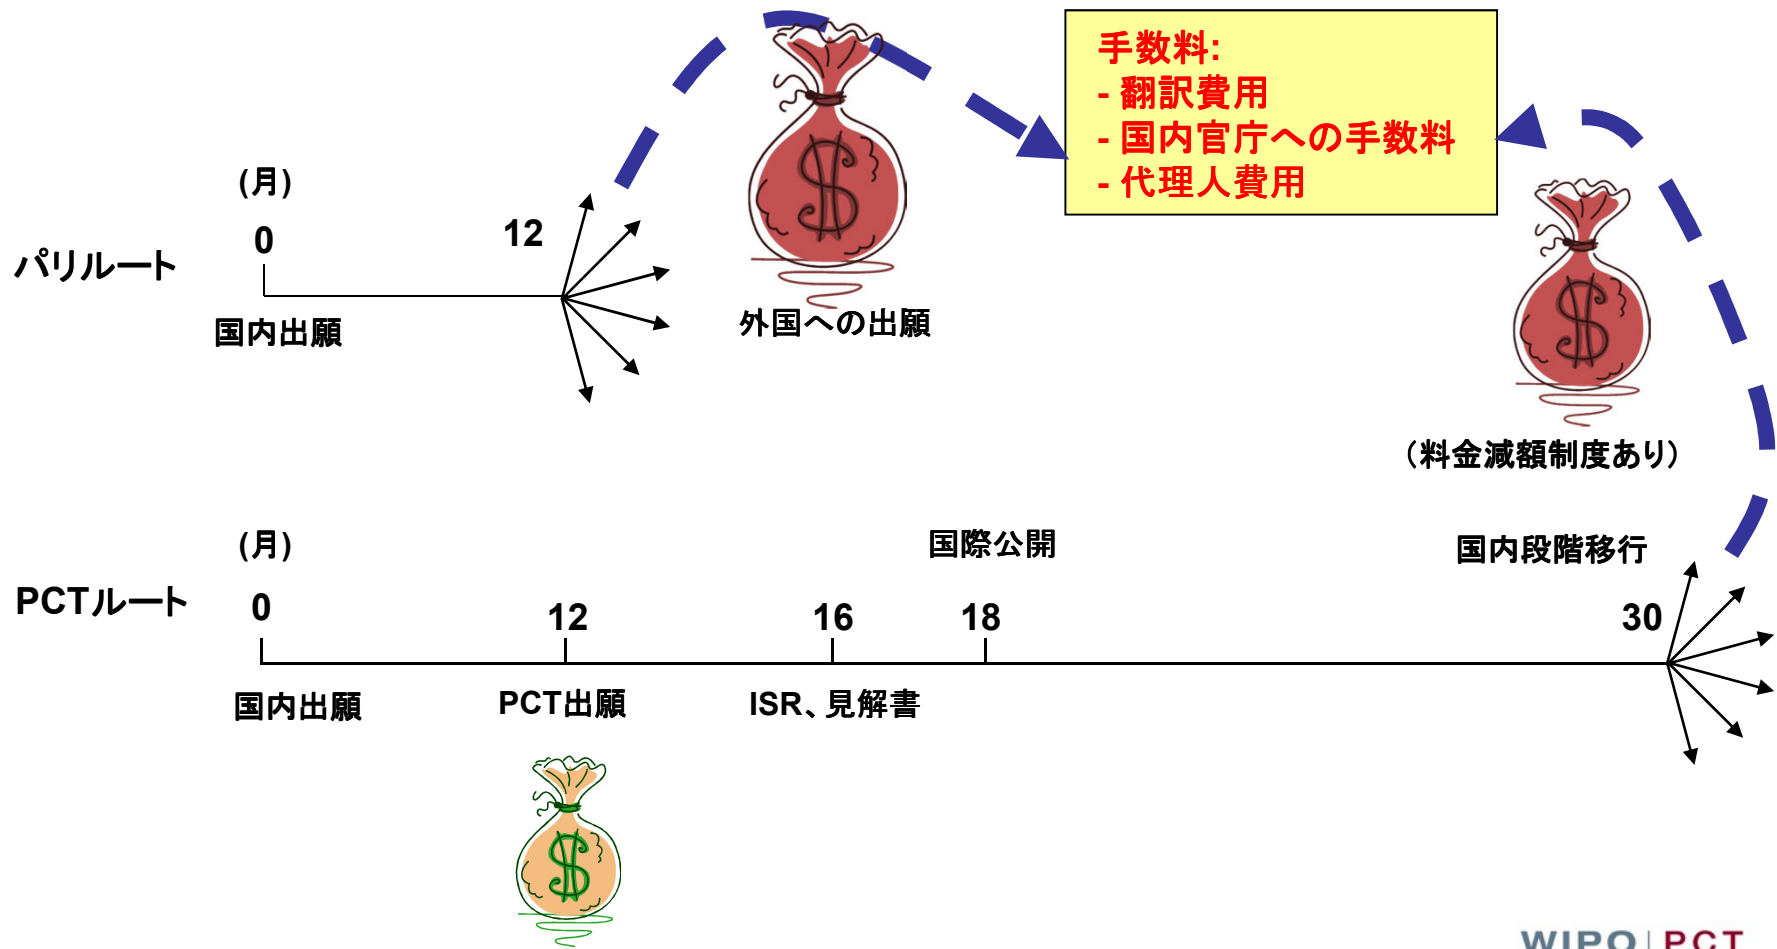 手数料:
- 翻訳費用
- 国内官庁への手数料
- 代理人費用
(月)
0
12
パリルート
国内出願
外国への出願
（料金減額制度あり）
(月)
国際公開
国内段階移行
PCTルート
0
12
16
18
30
国内出願
PCT出願
ISR、見解書
$
$
$
WIPO | PCT